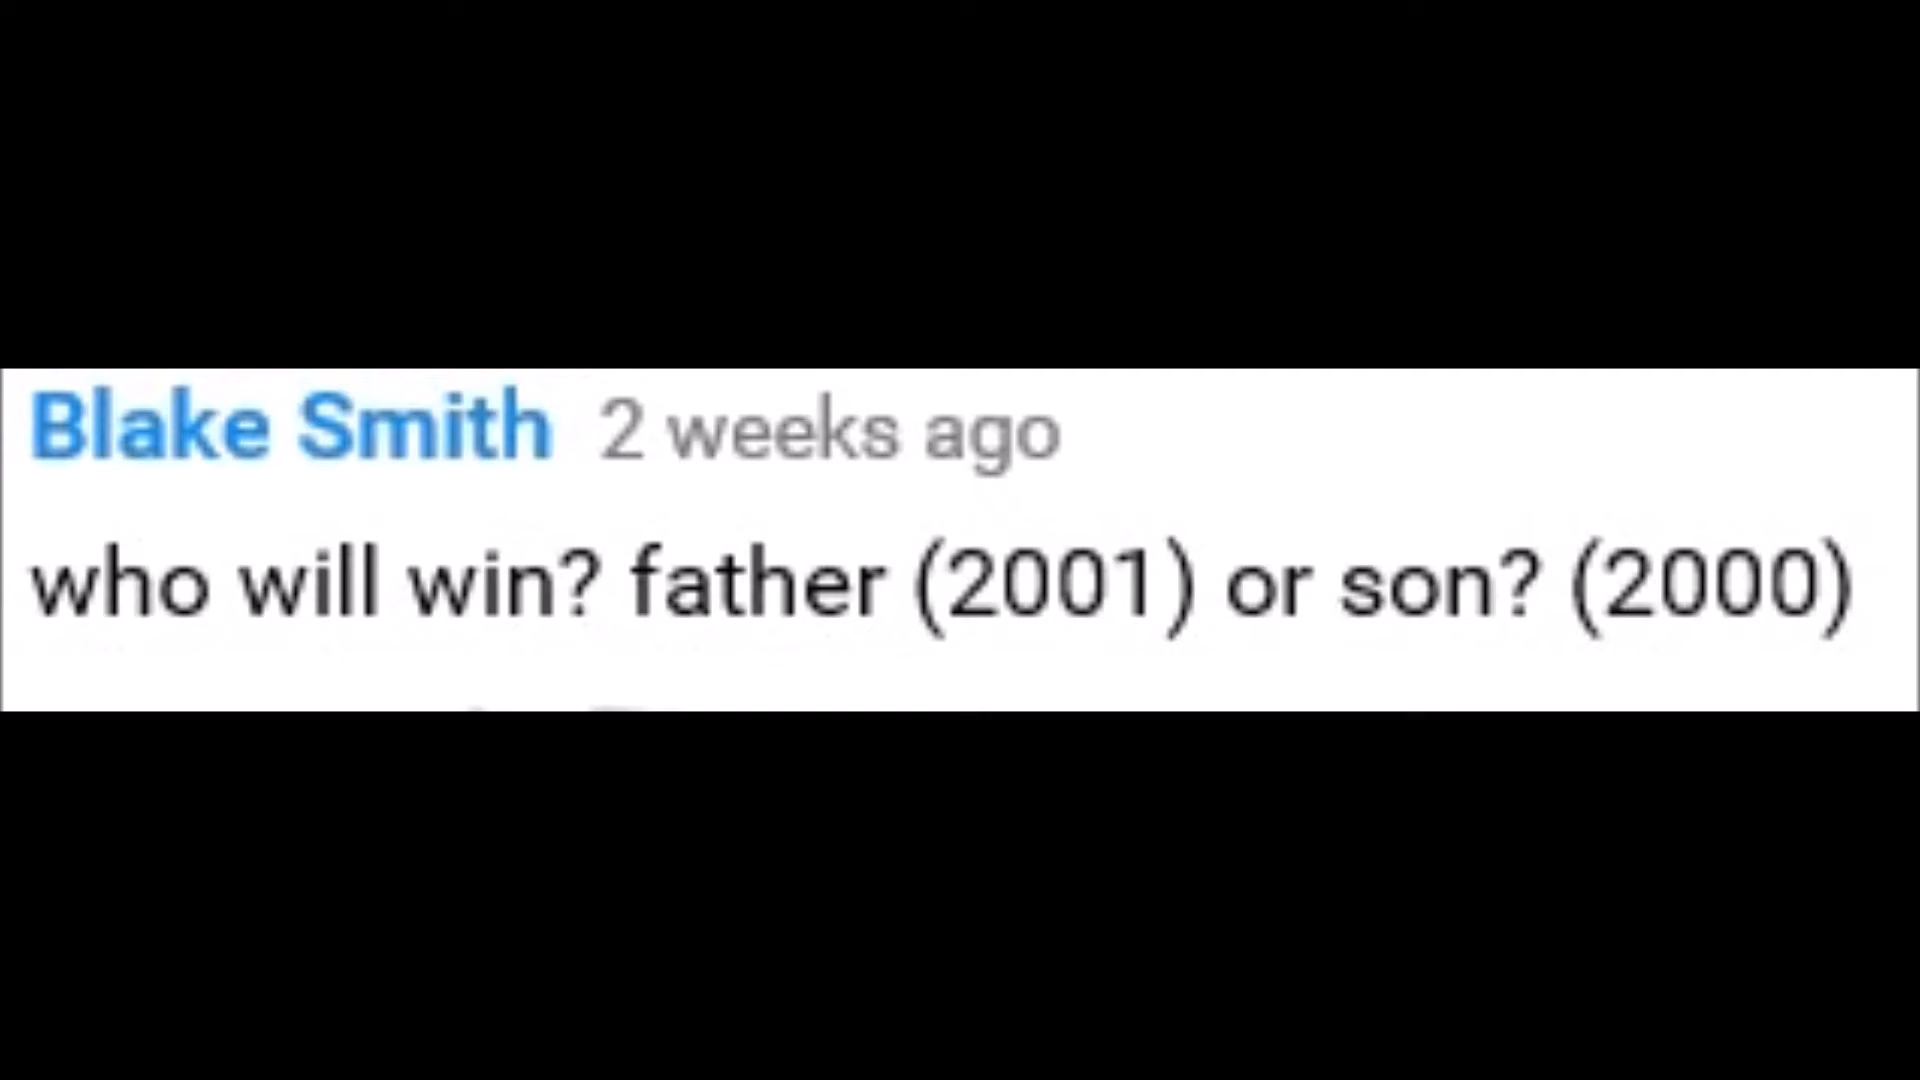 Blake Smith 2 weeks ago
who will win? father (2001) or son? (2000)